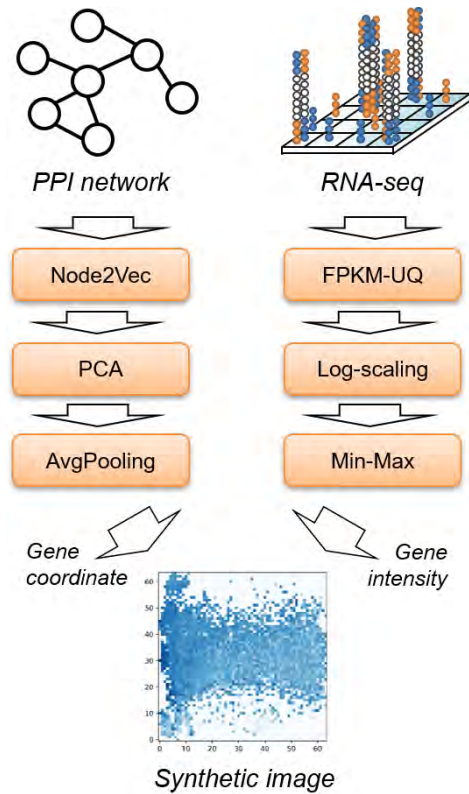 PPI network
RNA-seq
Node2Vec
FPKM-UQ
PCA
Log-scaling
AvgPooling
Min-Max
Gene
coordinate
Gene
intensity
60
50
40
30
20
10
0
0 10 20 30 40 50 60
Synthetic image